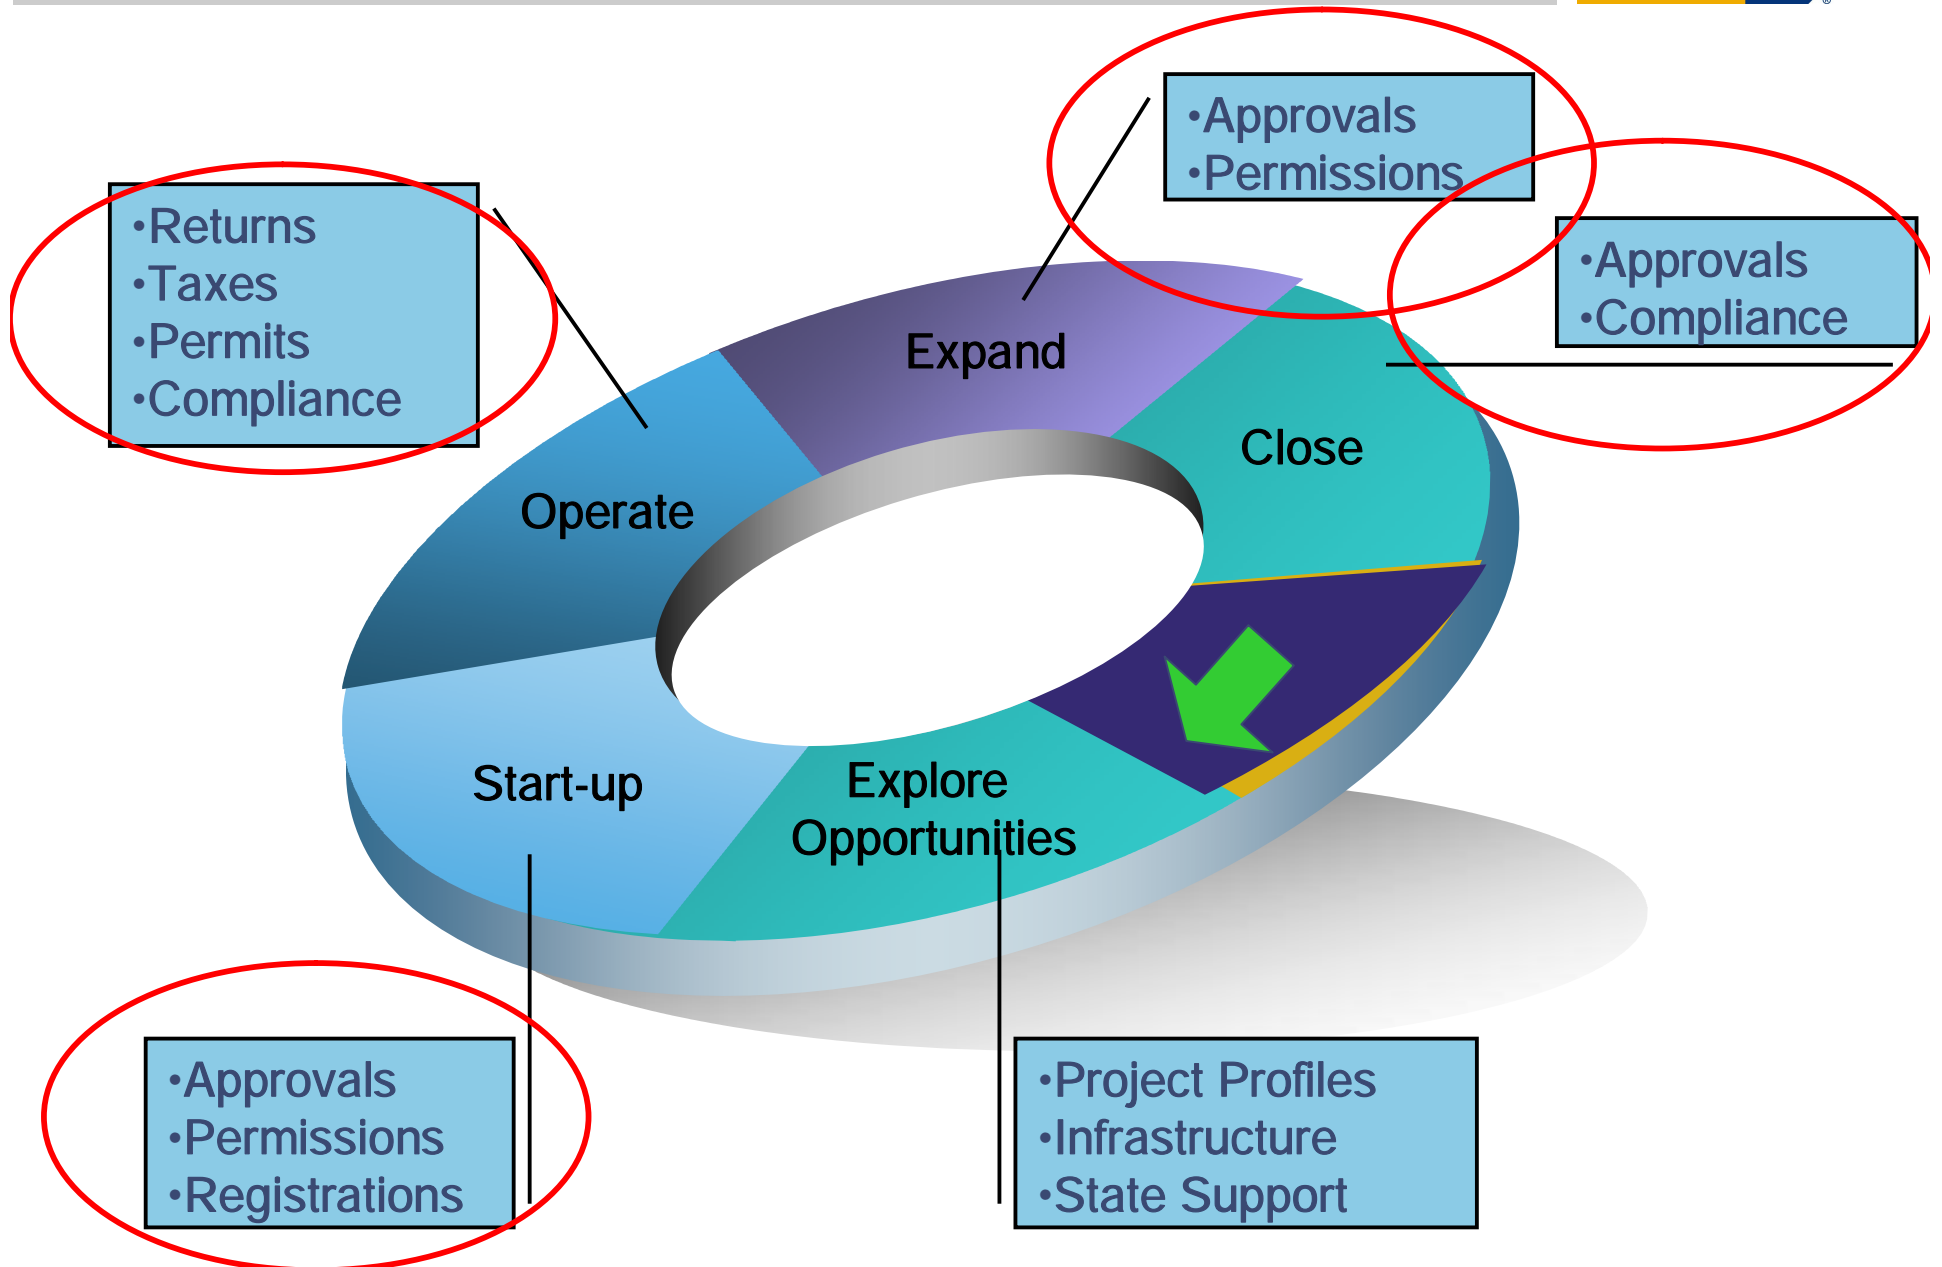 •Approvals
•Permissions
•Returns
•Taxes
•Permits
•Compliance
•Approvals
•Compliance
Expand
Close
Operate
Start-up
Explore
Opportunities
•Approvals
•Permissions
•Registrations
•Project Profiles
•Infrastructure
•State Support
®